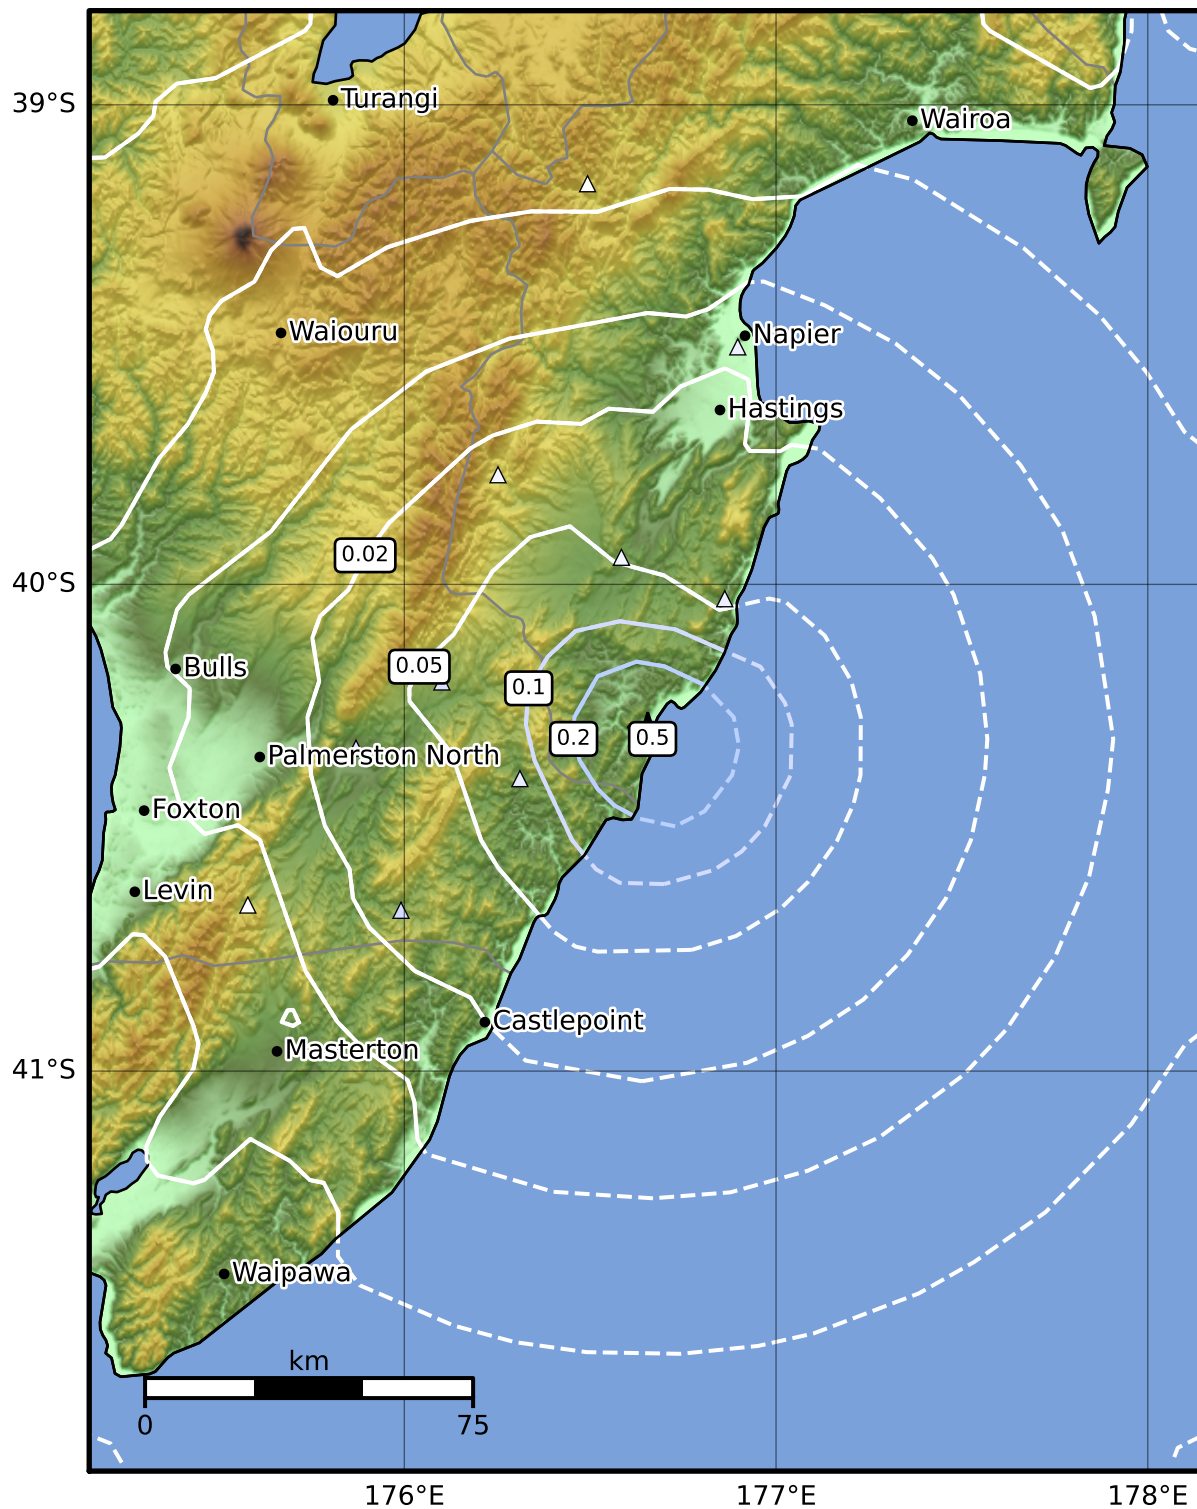 39°S
Turangi
Wairoa
Waiouru
Napier
Hastings
0.02
40°S
0.05
Bulls
0.1
0.2
0.5
Palmerston North
Foxton
Levin
Castlepoint
Masterton
41°S
Waipawa
km
0
75
176°E
177°E
178°E